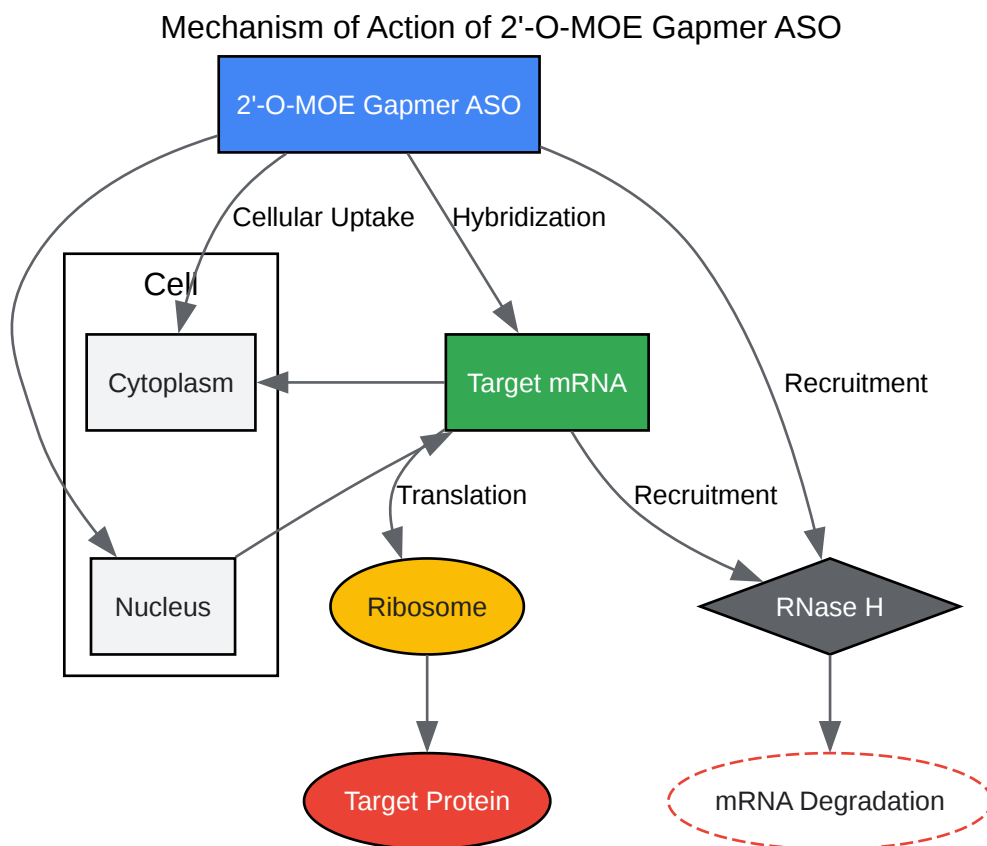 Mechanism of Action of 2'-O-MOE Gapmer ASO
2'-O-MOE Gapmer ASO
Cellular Uptake
Hybridization
Cell
Cytoplasm
Target mRNA
Recruitment
Translation
Recruitment
Nucleus
Ribosome
RNase H
Target Protein
mRNA Degradation